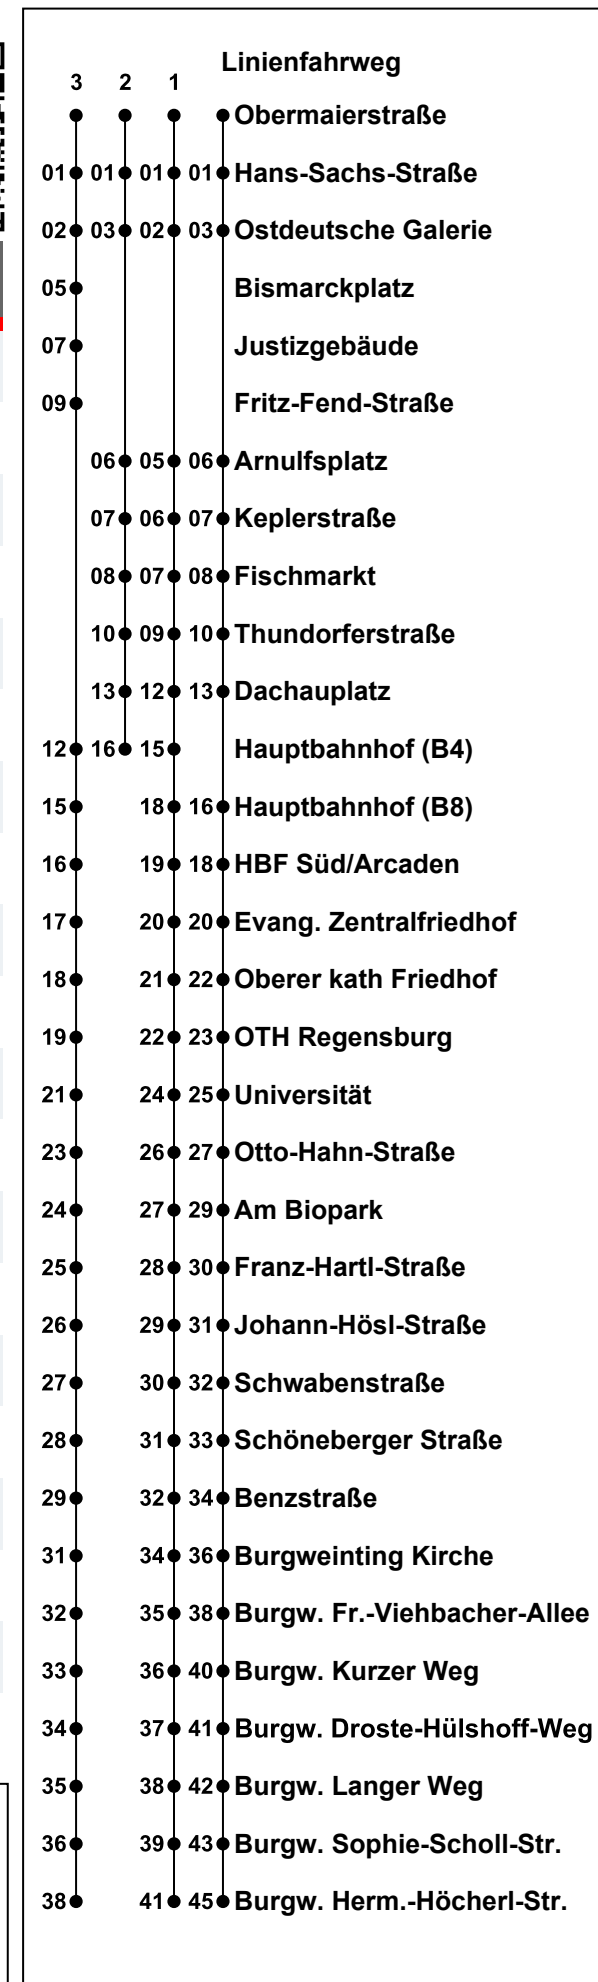 Linienfahrweg
3 2 1
Obermaierstraße
01 01 01 01 Hans-Sachs-Straße
02 03 02 03 Ostdeutsche Galerie
05 Bismarckplatz
07 Justizgebäude
09 Fritz-Fend-Straße
06 05 06 Arnulfsplatz
07 06 07 Keplerstraße
08 07 08 Fischmarkt
10 09 10 Thundorferstraße
13 12 13 Dachauplatz
12 16 15 Hauptbahnhof (B4)
15 18 16 Hauptbahnhof (B8)
16 19 18 HBF Süd/Arcaden
17 20 20 Evang. Zentralfriedhof
18 21 22 Oberer kath Friedhof
19 22 23 OTH Regensburg
21 24 25 Universität
23 26 27 Otto-Hahn-Straße
24 27 29 Am Biopark
25 28 30 Franz-Hartl-Straße
26 29 31 Johann-Hösl-Straße
27 30 32 Schwabenstraße
28 31 33 Schöneberger Straße
29 32 34 Benzstraße
31 34 36 Burgweinting Kirche
32 35 38 Burgw. Fr.-Viehbacher-Allee
33 36 40 Burgw. Kurzer Weg
34 37 41 Burgw. Droste-Hülshoff-Weg
35 38 42 Burgw. Langer Weg
36 39 43 Burgw. Sophie-Scholl-Str.
38 41 45 Burgw. Herm.-Höcherl-Str.